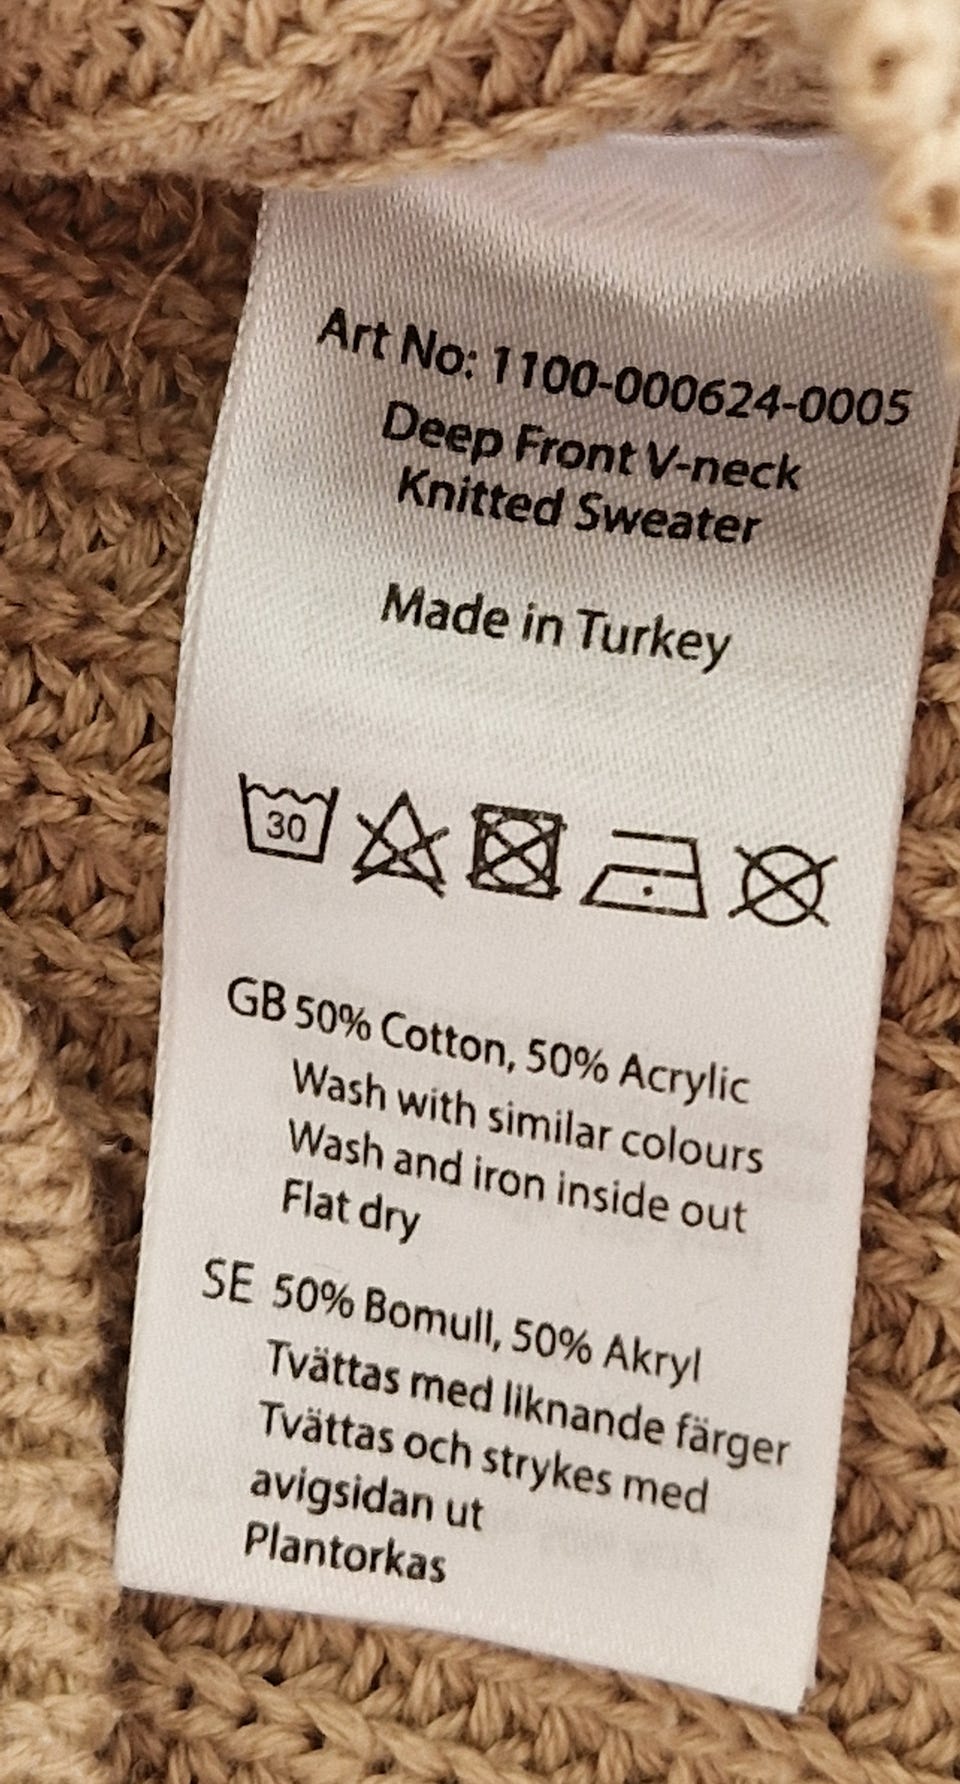 Art No: 1100-000624-0005
Deep Front V-neck
Knitted Sweater
Made in Turkey
30
GB 50% Cotton, 50% Acrylic
Wash with similar colours
Wash and iron inside out
Flat dry
SE 50% Bomull, 50% Akryl
Tvättas med liknande färger
Tvättas och strykes med
avigsidan ut
Plantorkas